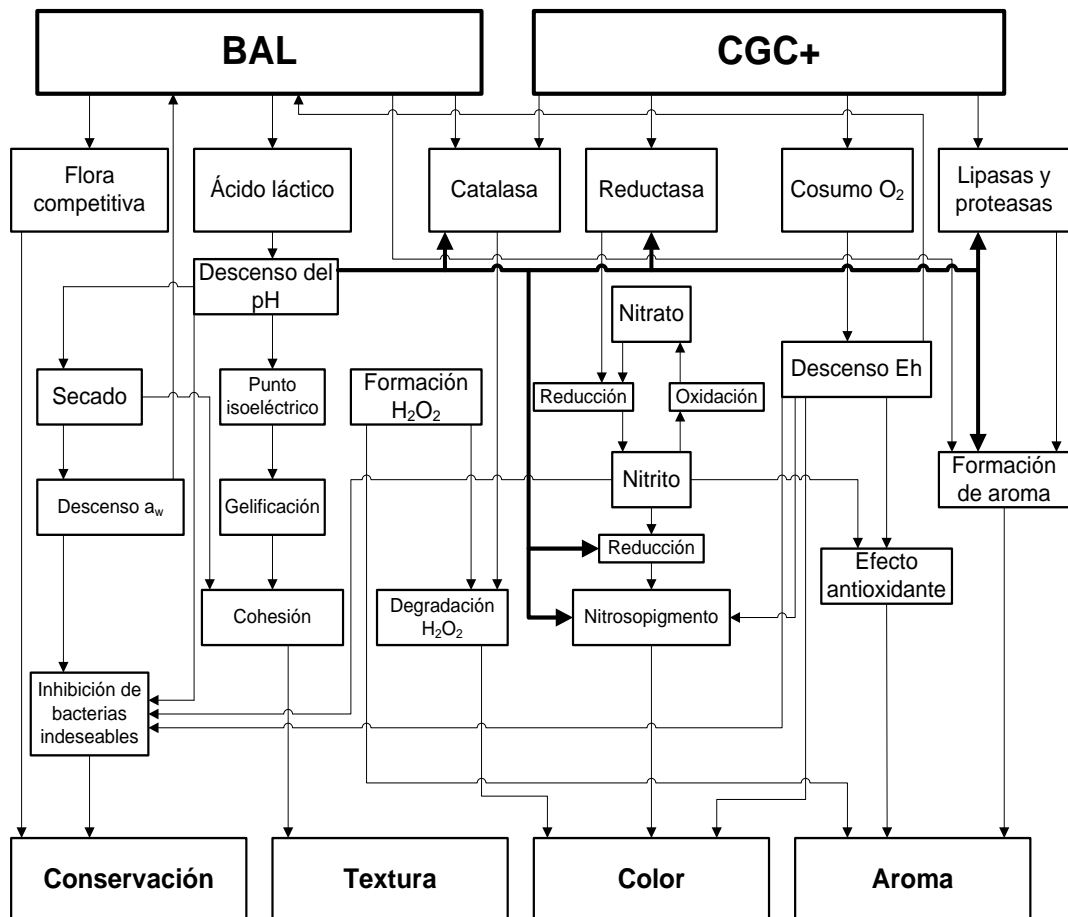 BAL
CGC+
Flora
competitiva
Ácido láctico
Catalasa
Reductasa
Cosumo O₂
Lipasas y
proteasas
Descenso del
pH
Nitrato
Descenso Eh
Secado
Punto
isoeléctrico
Formación
H₂O₂
Reducción
Oxidación
Descenso aw
Gelificación
Nitrito
Formación
de aroma
Reducción
Efecto
antioxidante
Cohesión
Degradación
H₂O₂
Nitrosopigmento
Inhibición de
bacterias
indeseables
Conservación
Textura
Color
Aroma